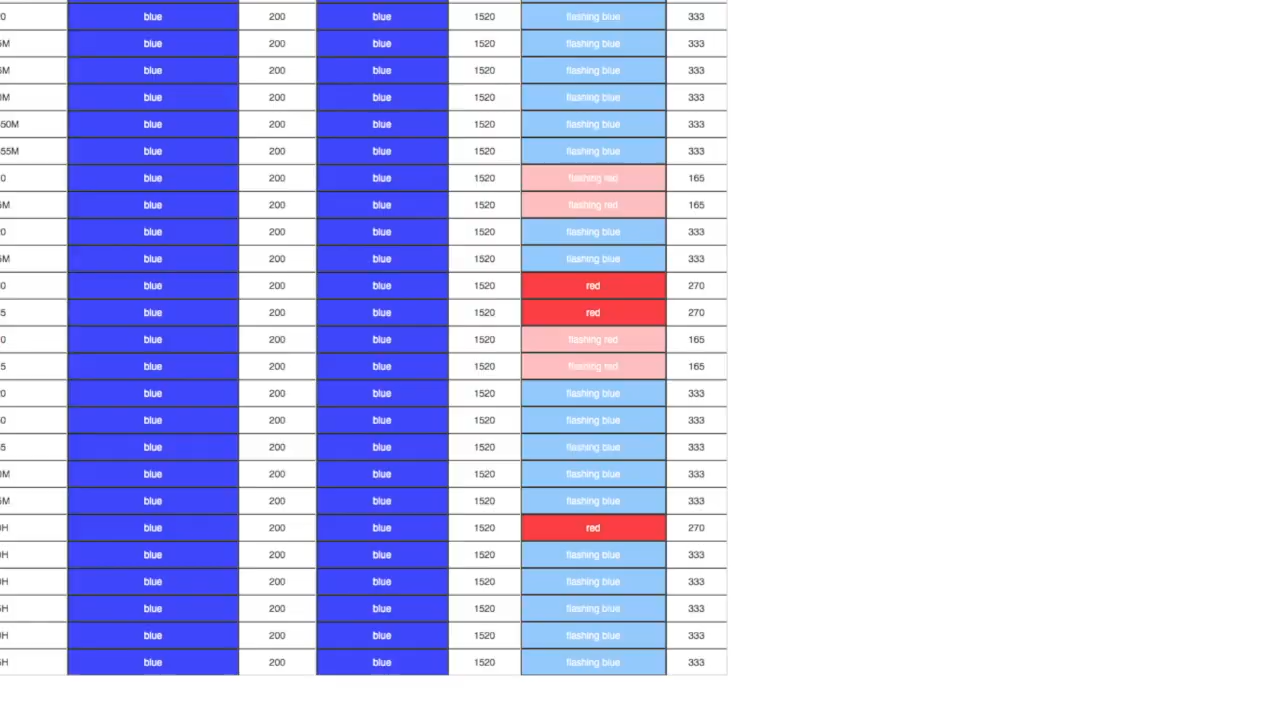 0 blue 200 blue 1520 flashing blue 333
5M blue 200 blue 1520 flashing blue 333
5M blue 200 blue 1520 flashing blue 333
0M blue 200 blue 1520 flashing blue 333
50M blue 200 blue 1520 flashing blue 333
55M blue 200 blue 1520 flashing blue 333
0 blue 200 blue 1520 flashing red 165
5M blue 200 blue 1520 flashing red 165
0 blue 200 blue 1520 flashing blue 333
5M blue 200 blue 1520 flashing blue 333
0 blue 200 blue 1520 red 270
5 blue 200 blue 1520 red 270
0 blue 200 blue 1520 flashing red 165
5 blue 200 blue 1520 flashing red 165
0 blue 200 blue 1520 flashing blue 333
0 blue 200 blue 1520 flashing blue 333
5 blue 200 blue 1520 flashing blue 333
0M blue 200 blue 1520 flashing blue 333
5M blue 200 blue 1520 flashing blue 333
H blue 200 blue 1520 red 270
H blue 200 blue 1520 flashing blue 333
H blue 200 blue 1520 flashing blue 333
5H blue 200 blue 1520 flashing blue 333
H blue 200 blue 1520 flashing blue 333
5H blue 200 blue 1520 flashing blue 333